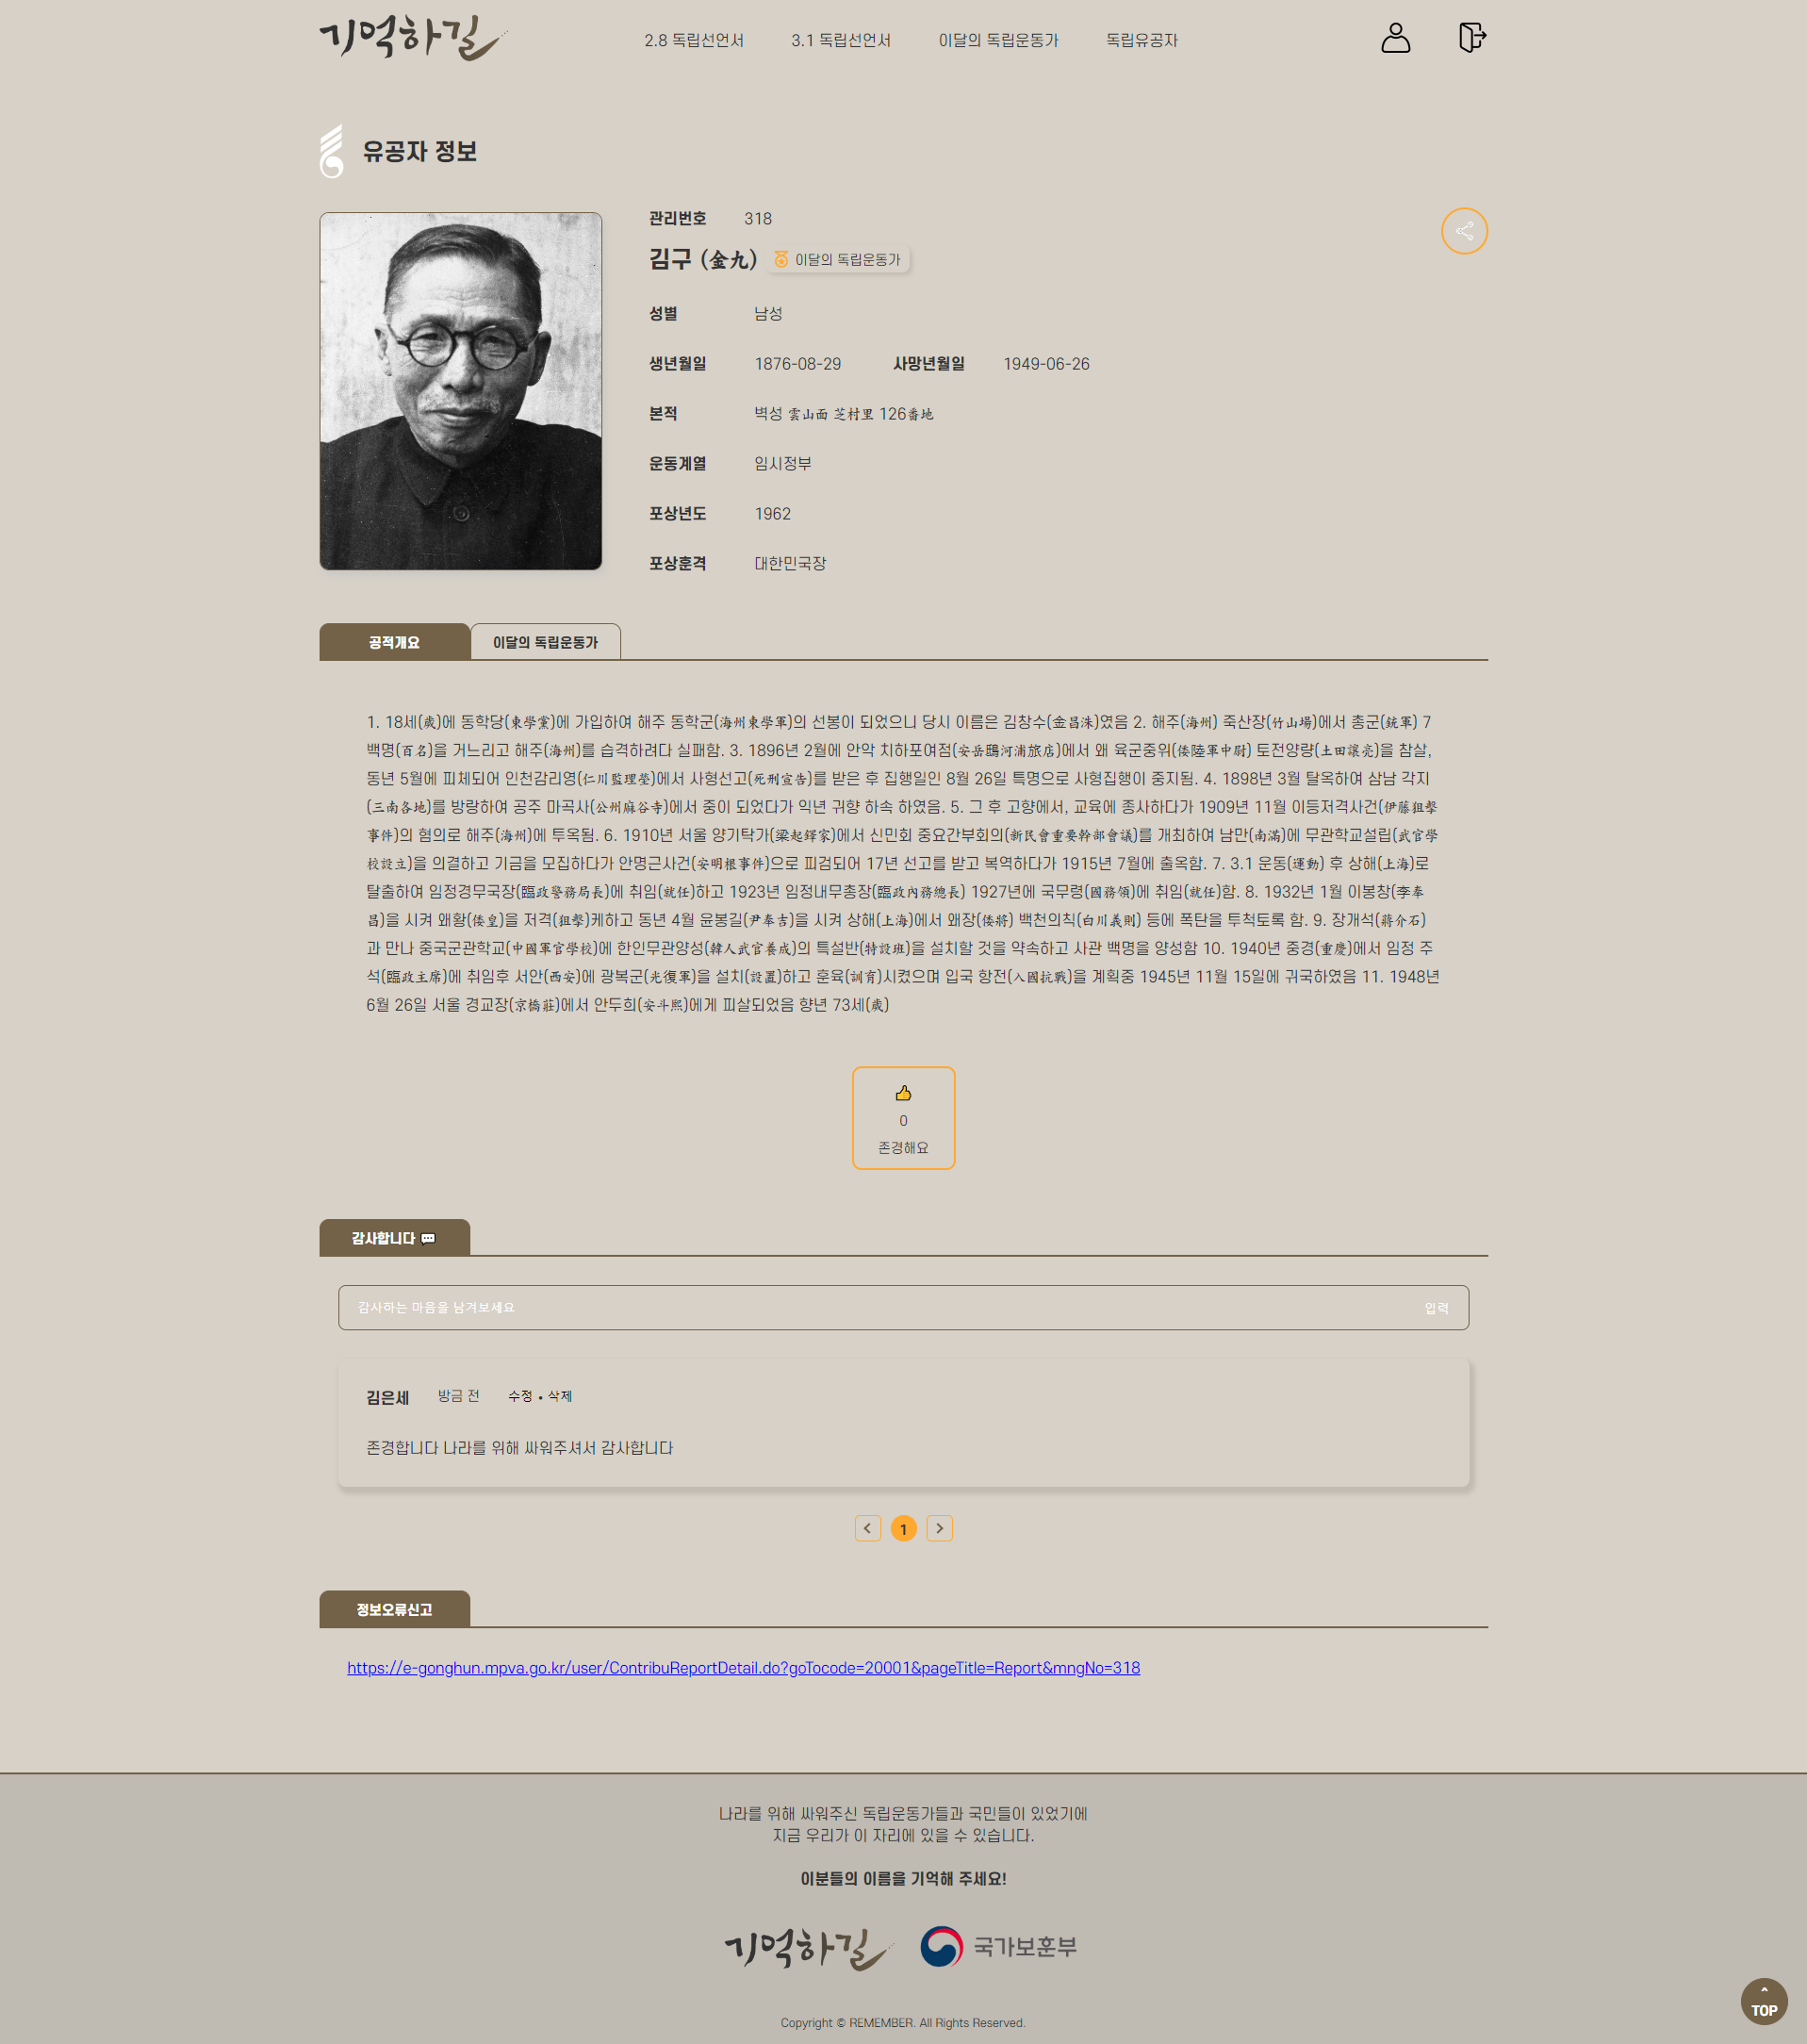 기억하길
2.8 독립선언서
3.1 독립선언서
이달의 독립운동가
독립유공자
유공자 정보
관리번호 318
김구 (金九) 이달의 독립운동가
성별 남성
생년월일 1876-08-29 사망년월일 1949-06-26
본적 벽성 雲山面 芝村里 126番地
운동계열 임시정부
포상년도 1962
포상훈격 대한민국장
공적개요 이달의 독립운동가
1. 18세(歲)에 동학당(東學黨)에 가입하여 해주 동학군(海州東學軍)의 선봉이 되었으니 당시 이름은 김창수(金昌洙)였음 2. 해주(海州) 죽산장(竹山場)에서 총군(銃軍) 7
백명(百名)을 거느리고 해주(海州)를 습격하려다 실패함. 3. 1896년 2월에 안악 치하포여점(安岳鴟河浦旅店)에서 왜 육군중위(倭陸軍中尉) 토전양량(土田讓亮)을 참살,
동년 5월에 피체되어 인천감리영(仁川監理營)에서 사형선고(死刑宣告)를 받은 후 집행일인 8월 26일 특명으로 사형집행이 중지됨. 4. 1898년 3월 탈옥하여 삼남 각지
(三南各地)를 방랑하여 공주 마곡사(公州麻谷寺)에서 중이 되었다가 익년 귀향 하속 하였음. 5. 그 후 고향에서, 교육에 종사하다가 1909년 11월 이등저격사건(伊藤狙擊
事件)의 혐의로 해주(海州)에 투옥됨. 6. 1910년 서울 양기탁가(梁起鐸家)에서 신민회 중요간부회의(新民會重要幹部會議)를 개최하여 남만(南滿)에 무관학교설립(武官學
校設立)을 의결하고 기금을 모집하다가 안명근사건(安明根事件)으로 피검되어 17년 선고를 받고 복역하다가 1915년 7월에 출옥함. 7. 3.1 운동(運動) 후 상해(上海)로
탈출하여 임정경무국장(臨政警務局長)에 취임(就任)하고 1923년 임정내무총장(臨政內務總長) 1927년에 국무령(國務領)에 취임(就任)함. 8. 1932년 1월 이봉창(李奉
昌)을 시켜 왜황(倭皇)을 저격(狙擊)케하고 동년 4월 윤봉길(尹奉吉)을 시켜 상해(上海)에서 왜장(倭將) 백천의칙(白川義則) 등에 폭탄을 투척토록 함. 9. 장개석(蔣介石)
과 만나 중국군관학교(中國軍官學校)에 한인무관양성(韓人武官養成)의 특설반(特設班)을 설치할 것을 약속하고 사관 백명을 양성함 10. 1940년 중경(重慶)에서 임정 주
석(臨政主席)에 취임후 서안(西安)에 광복군(光復軍)을 설치(設置)하고 훈육(訓育)시켰으며 입국 항전(入國抗戰)을 계획중 1945년 11월 15일에 귀국하였음 11. 1948년
6월 26일 서울 경교장(京橋莊)에서 안두희(安斗熙)에게 피살되었음 향년 73세(歲)
0
존경해요
감사합니다
감사하는 마음을 남겨보세요 입력
김은세 방금 전 수정 • 삭제
존경합니다 나라를 위해 싸워주셔서 감사합니다
1
정보오류신고
https://e-gonghun.mpva.go.kr/user/ContribuReportDetail.do?goTocode=20001&pageTitle=Report&mngNo=318
나라를 위해 싸워주신 독립운동가들과 국민들이 있었기에
지금 우리가 이 자리에 있을 수 있습니다.
이분들의 이름을 기억해 주세요!
기억하길 국가보훈부
TOP
Copyright © REMEMBER. All Rights Reserved.